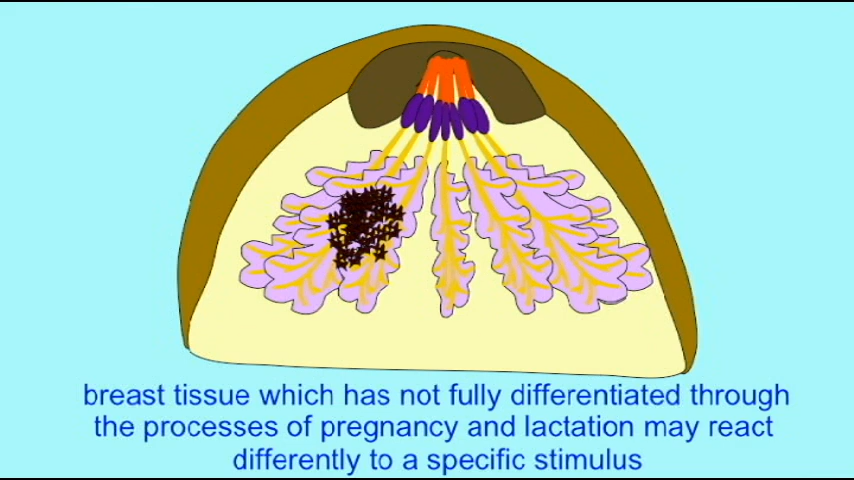 breast tissue which has not fully differentiated through
the processes of pregnancy and lactation may react
differently to a specific stimulus